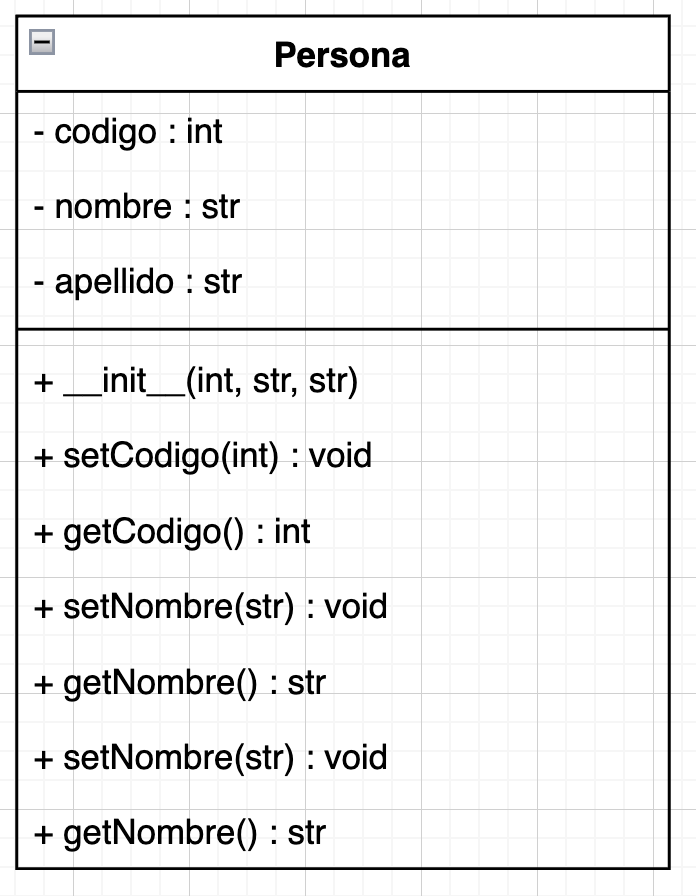 Persona
- codigo : int
- nombre : str
- apellido : str
+ __init__(int, str, str)
+ setCodigo(int) : void
+ getCodigo() : int
+ setNombre(str) : void
+ getNombre() : str
+ setNombre(str) : void
+ getNombre() : str